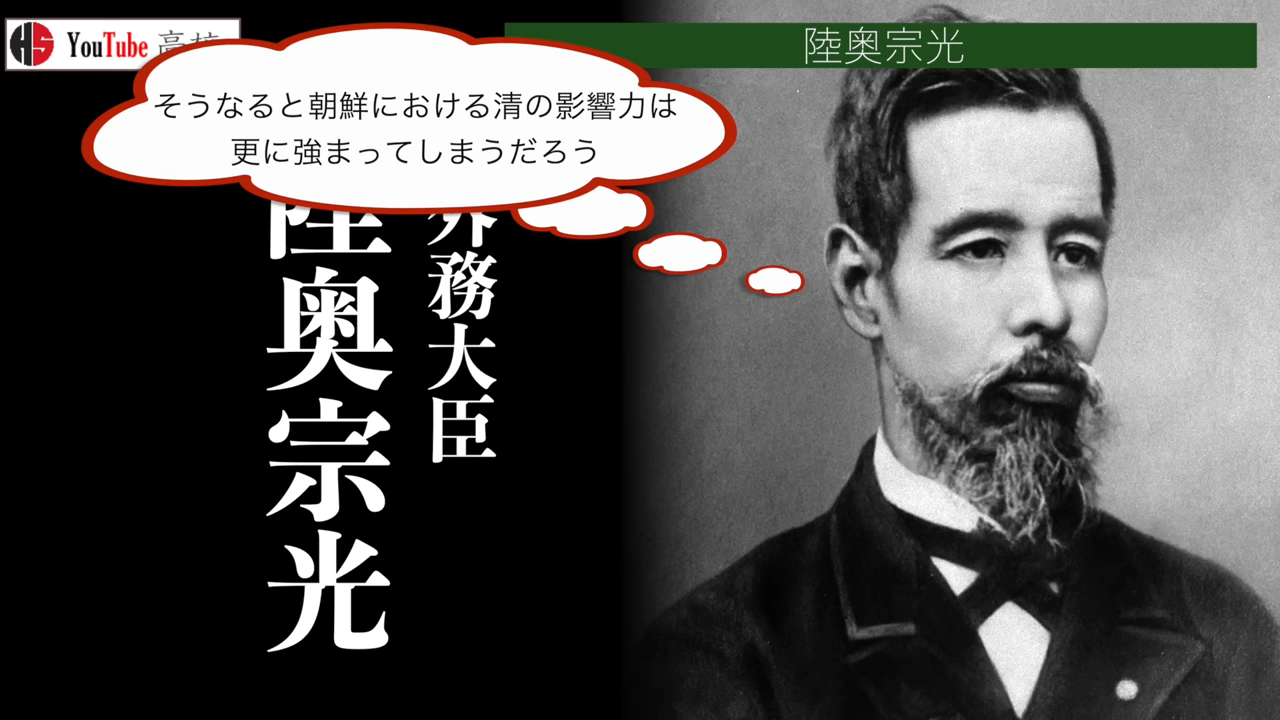 YouTube
陸奥宗光
そうなると朝鮮における清の影響力は
更に強まってしまうだろう
外務大臣
陸奥宗光